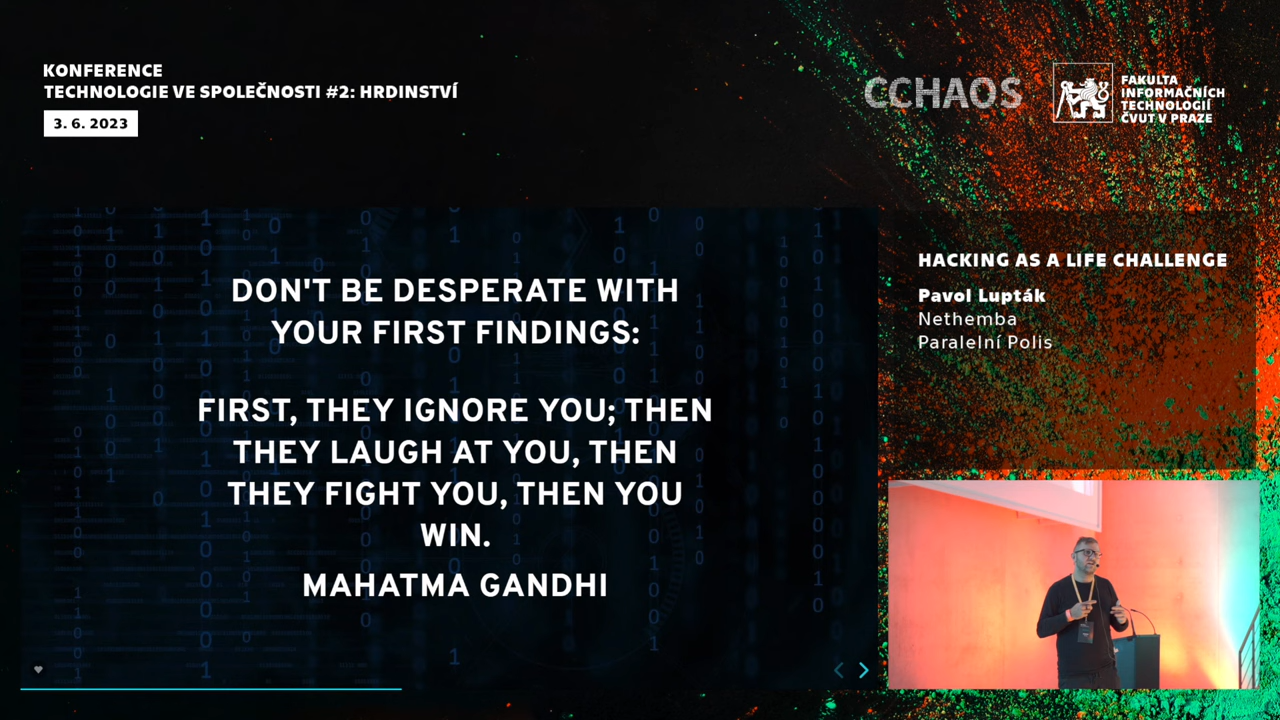 KONFERENCE
TECHNOLOGIE VE SPOLEČNOSTI #2: HRDINSTVÍ
3. 6. 2023
CCHAOS
FAKULTA
INFORMAČNÍCH
TECHNOLOGIÍ
ČVUT V PRAZE
DON'T BE DESPERATE WITH
YOUR FIRST FINDINGS:
FIRST, THEY IGNORE YOU; THEN
THEY LAUGH AT YOU, THEN
THEY FIGHT YOU, THEN YOU
WIN.
MAHATMA GANDHI
HACKING AS A LIFE CHALLENGE
Pavol Lupták
Nethemba
Paralelní Polis